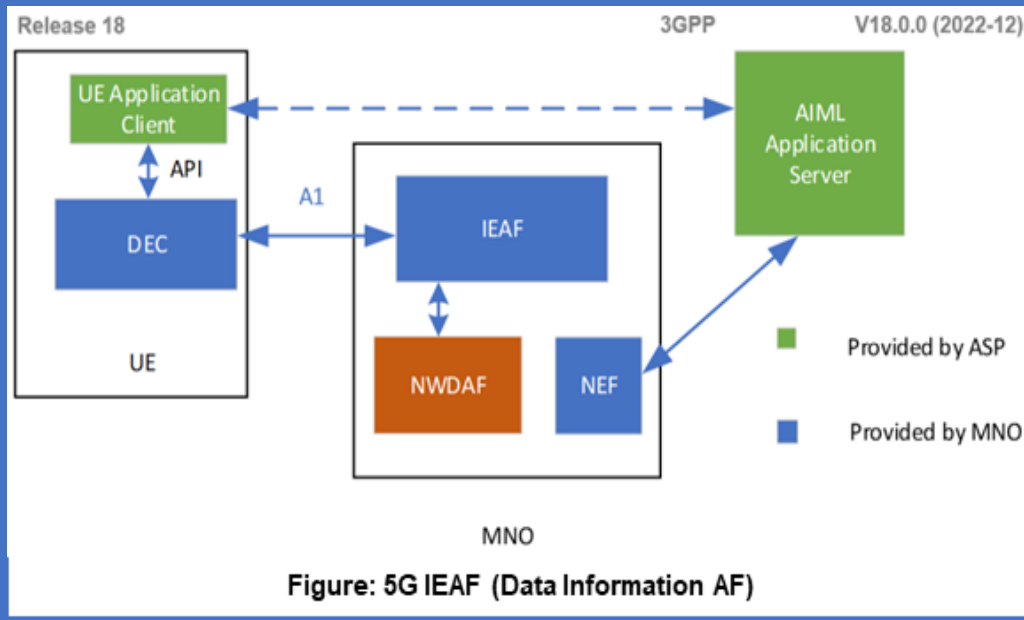 Release 18
3GPP
V18.0.0 (2022-12)
UE Application
Client
API
DEC
UE
A1
IEAF
NWDAF
NEF
MNO
AIML
Application
Server
Provided by ASP
Provided by MNO
Figure: 5G IEAF (Data Information AF)